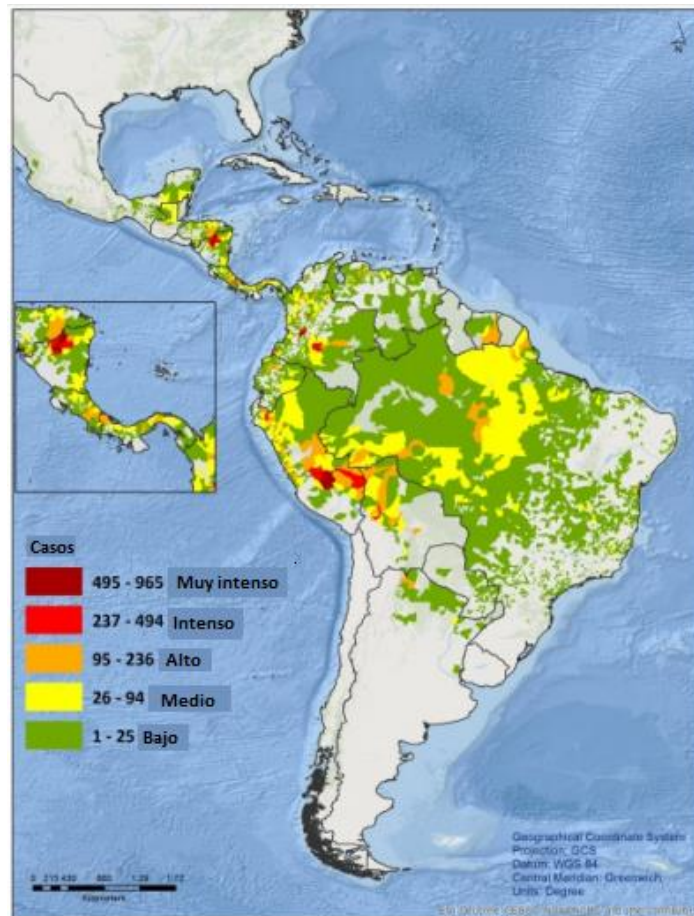 N
Casos
495 - 965 Muy intenso
237 - 494 Intenso
95 - 236 Alto
26 - 94 Medio
1 - 25 Bajo
Geographical Coordinate System
Projection: GCS
Datum: WGS 84
Central Meridian: Greenwich;
Units: Degree